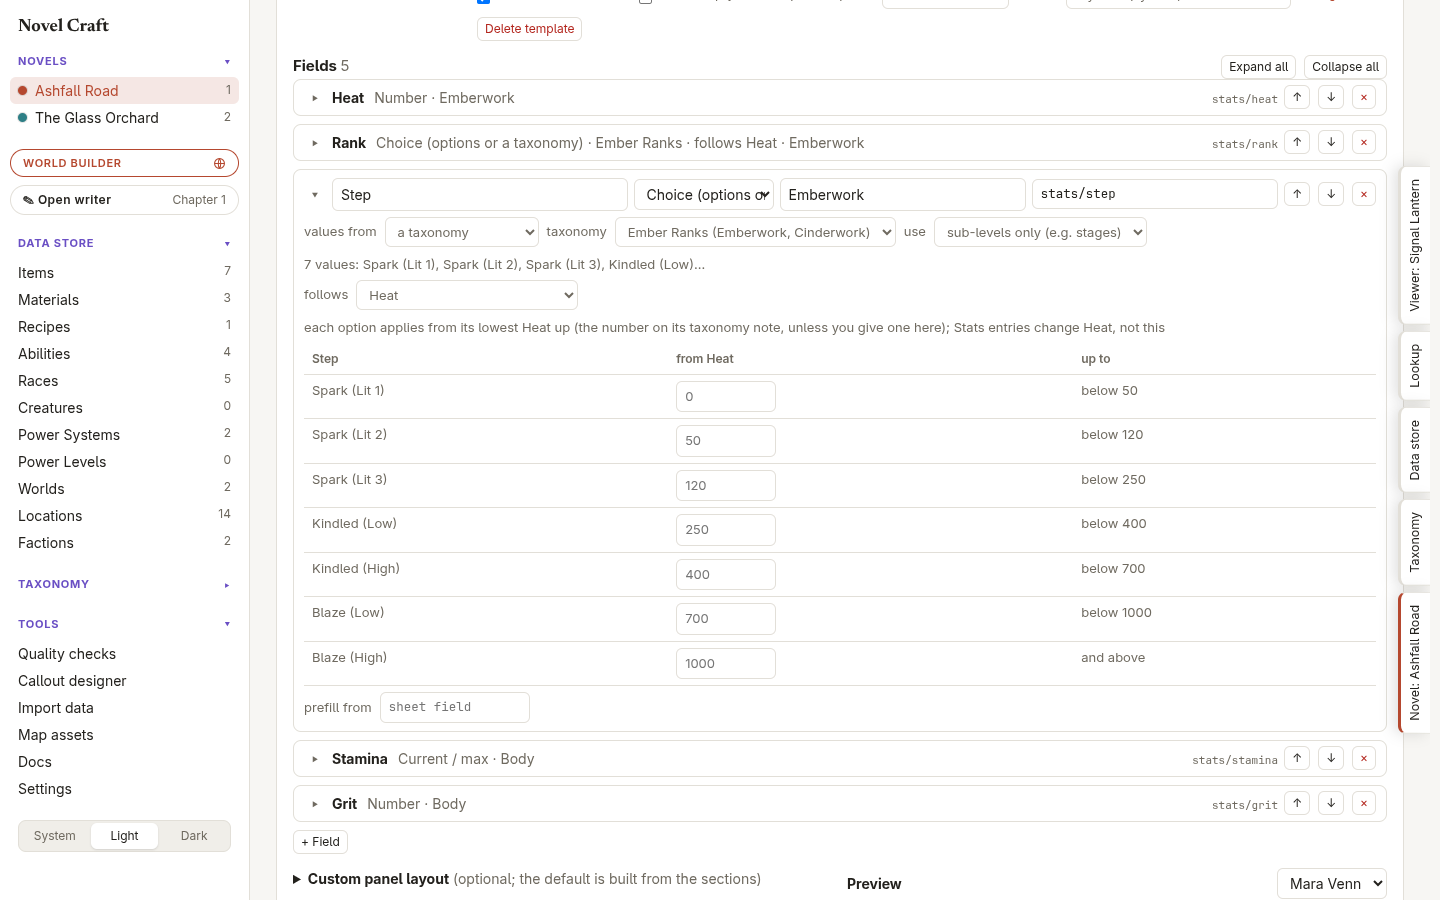 Novel Craft
NOVELS
Ashfall Road 1
The Glass Orchard 2
WORLD BUILDER
✎ Open writer Chapter 1
DATA STORE
Items 7
Materials 3
Recipes 1
Abilities 4
Races 5
Creatures 0
Power Systems 2
Power Levels 0
Worlds 2
Locations 14
Factions 2
TAXONOMY
TOOLS
Quality checks
Callout designer
Import data
Map assets
Docs
Settings
System Light Dark
Delete template
Fields 5 Expand all Collapse all
Heat Number · Emberwork stats/heat ↑ ↓ ×
Rank Choice (options or a taxonomy) · Ember Ranks · follows Heat · Emberwork stats/rank ↑ ↓ ×
Step Choice (options o Emberwork stats/step ↑ ↓ ×
values from a taxonomy taxonomy Ember Ranks (Emberwork, Cinderwork) use sub-levels only (e.g. stages)
7 values: Spark (Lit 1), Spark (Lit 2), Spark (Lit 3), Kindled (Low)...
follows Heat
each option applies from its lowest Heat up (the number on its taxonomy note, unless you give one here); Stats entries change Heat, not this
Step from Heat up to
Spark (Lit 1) 0 below 50
Spark (Lit 2) 50 below 120
Spark (Lit 3) 120 below 250
Kindled (Low) 250 below 400
Kindled (High) 400 below 700
Blaze (Low) 700 below 1000
Blaze (High) 1000 and above
prefill from sheet field
Stamina Current / max · Body stats/stamina ↑ ↓ ×
Grit Number · Body stats/grit ↑ ↓ ×
+ Field
Custom panel layout (optional; the default is built from the sections)
Preview Mara Venn
Viewer: Signal Lantern
Lookup
Data store
Taxonomy
Novel: Ashfall Road